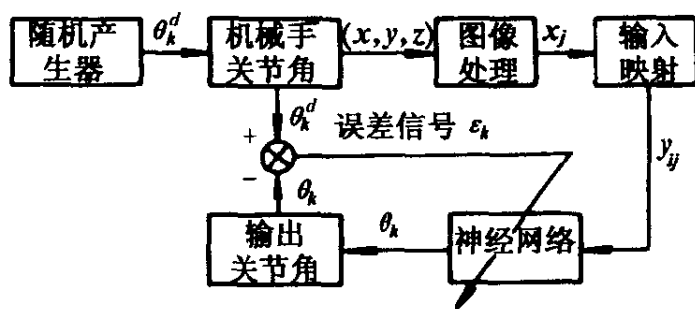 随机产生器
θ_k^d
机械手关节角
(x, y, z)
图像处理
x_j
输入映射
θ_k^d
误差信号 ε_k
+
−
y_ij
θ_k
输出关节角
θ_k
神经网络